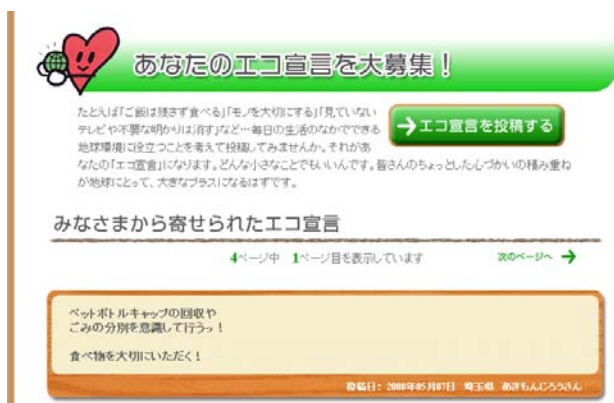 あなたのエコ宣言を大募集！
たとえば「ご飯は残さず食べる」「モノを大切にする」「見ていない
テレビや不要な明かりは消す」など…毎日の生活のなかでできる
地球環境に役立つことを考えて投稿してみませんか。それがあ
なたの「エコ宣言」になります。どんな小さなことでもいいんです。皆さんのちょっとした心づかいの積み重ね
が地球にとって、大きなプラスになるはずです。
エコ宣言を投稿する
みなさまから寄せられたエコ宣言
4ページ中 1ページ目を表示しています 次のページへ
ペットボトルキャップの回収や
ごみの分別を意識して行うっ！
食べ物を大切にいただく！
投稿日：2008年05月07日 埼玉県 あきもんじろうさん